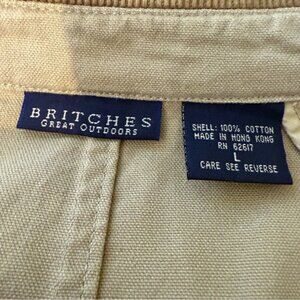 BRITCHES
GREAT OUTDOORS
SHELL: 100% COTTON
MADE IN HONG KONG
RN 62617
L
CARE SEE REVERSE